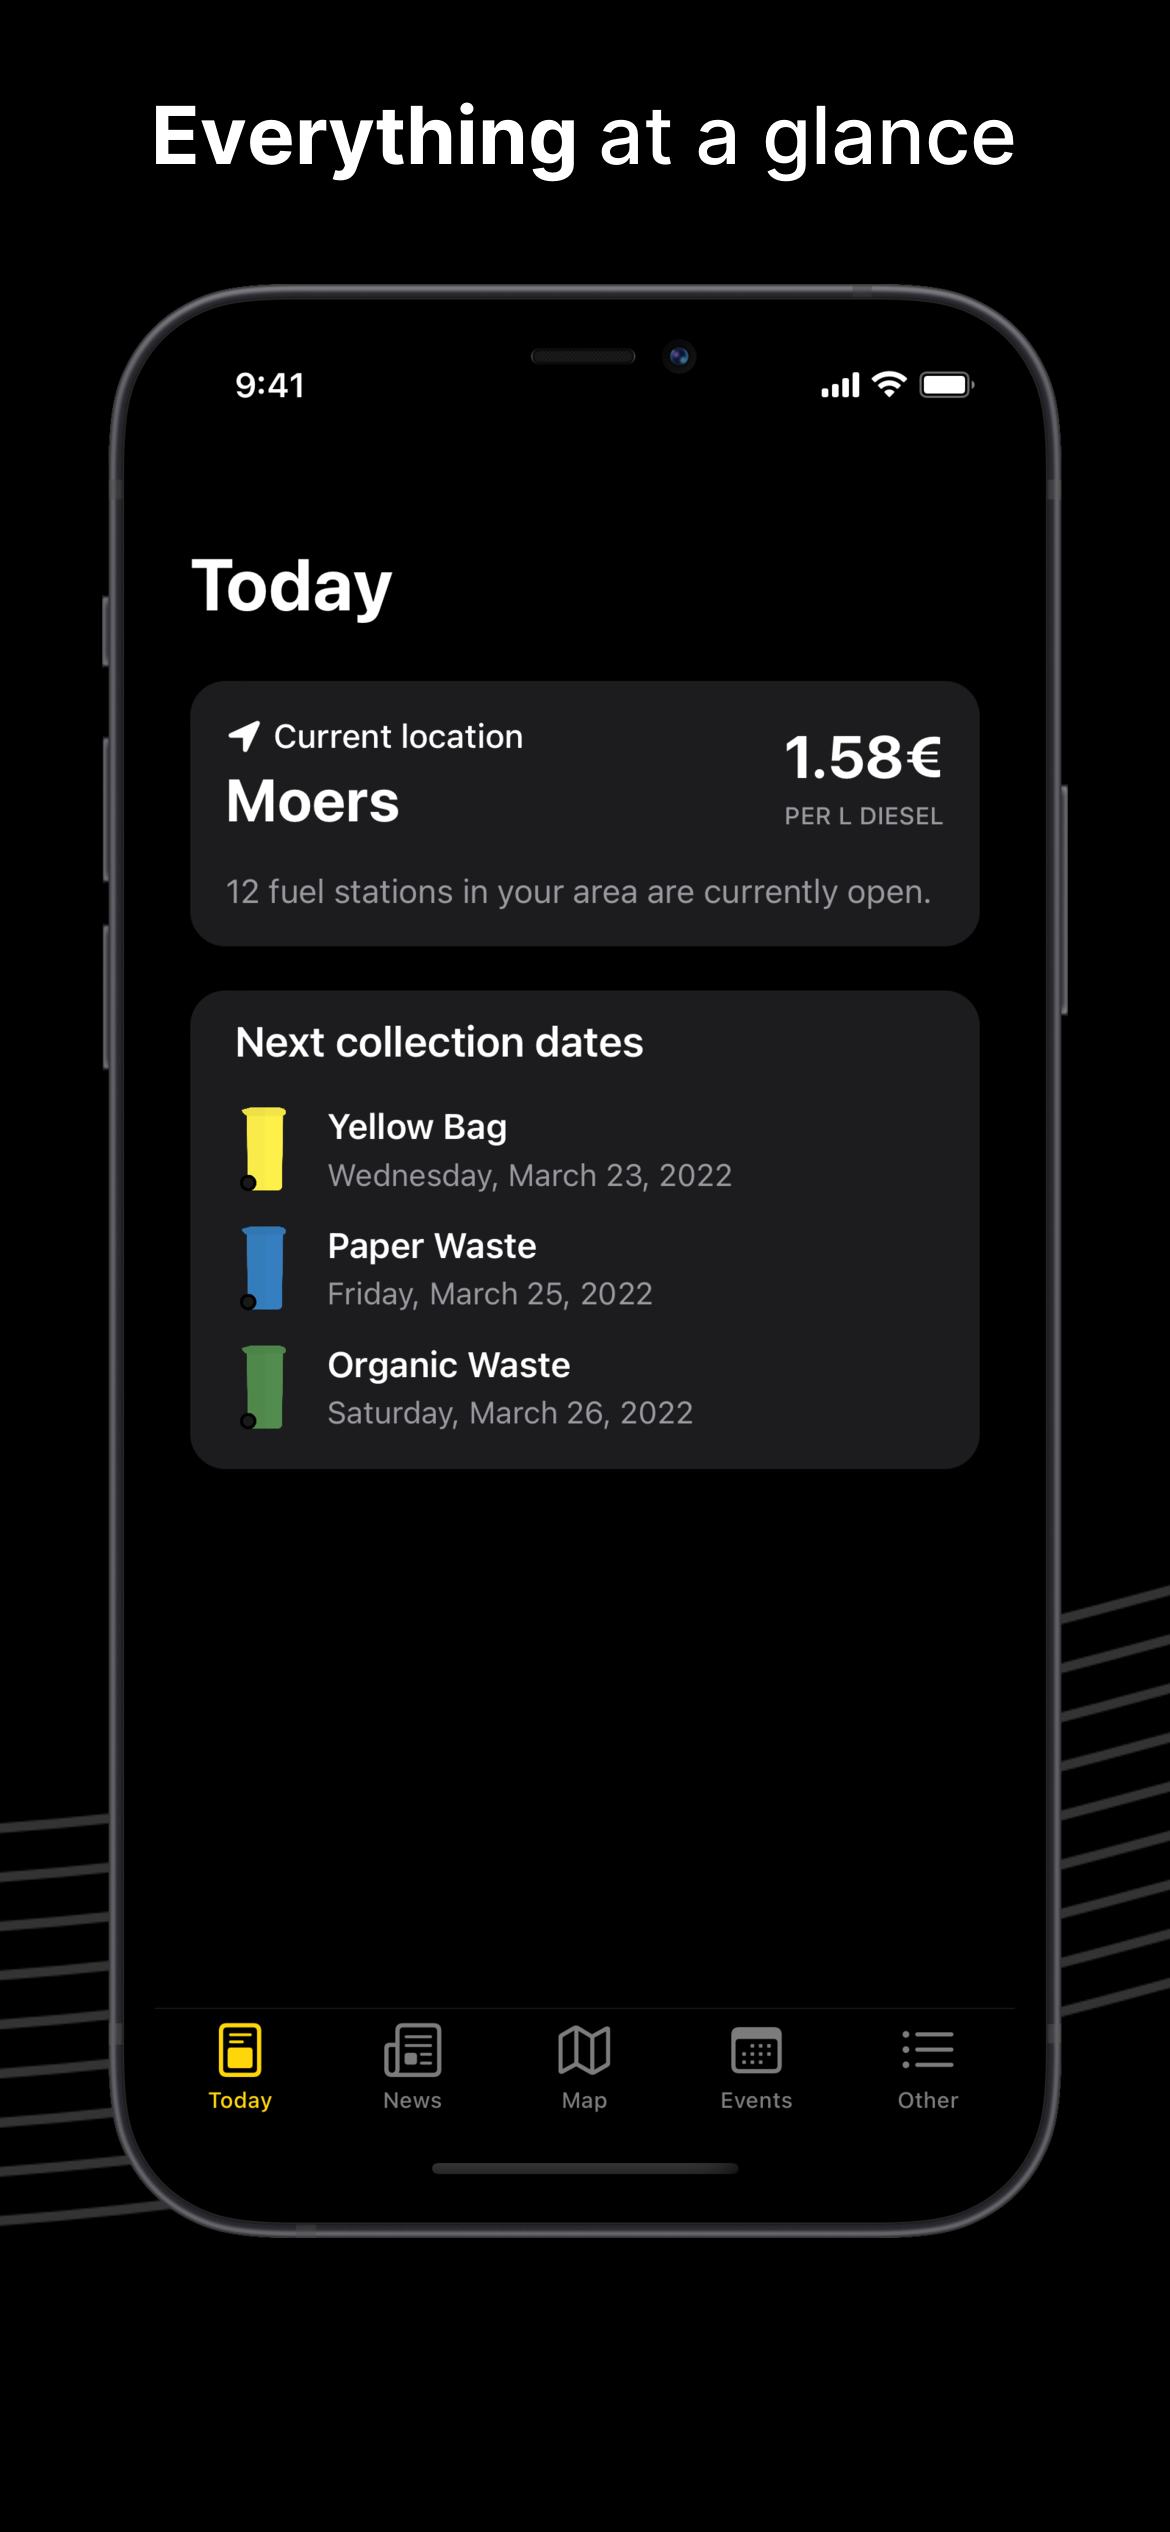 Everything at a glance
9:41
Today
Current location
Moers
1.58€
PER L DIESEL
12 fuel stations in your area are currently open.
Next collection dates
Yellow Bag
Wednesday, March 23, 2022
Paper Waste
Friday, March 25, 2022
Organic Waste
Saturday, March 26, 2022
Today
News
Map
Events
Other